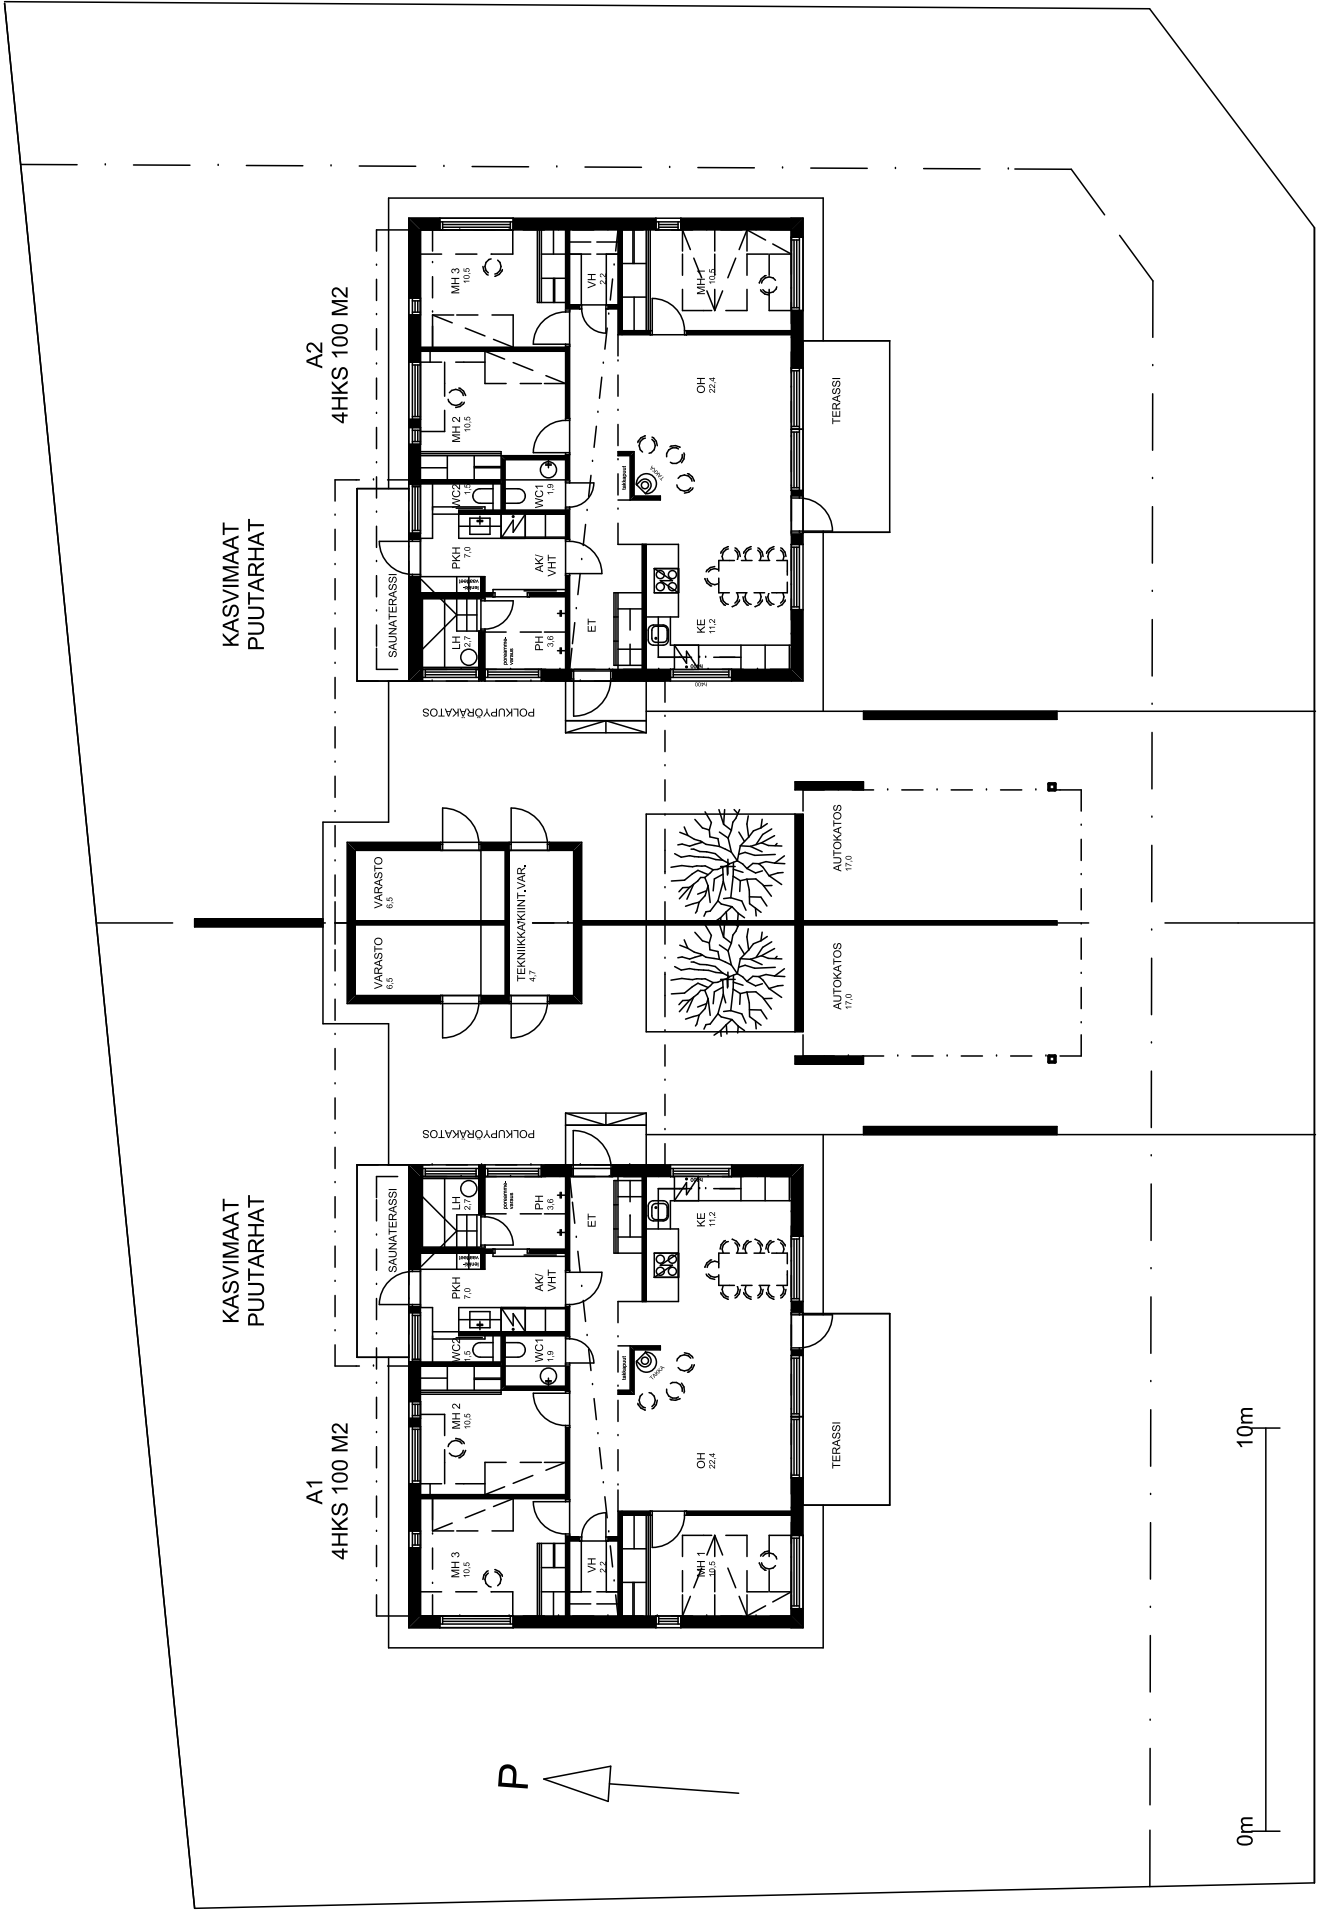 KASVIMAAT
PUUTARHAT
KASVIMAAT
PUUTARHAT
A1
4HKS 100 M2
A2
4HKS 100 M2
SAUNATERASSI
POLKUPYÖRÄKATOS
VARASTO
6,5
VARASTO
6,5
POLKUPYÖRÄKATOS
SAUNATERASSI
MH 3
10,5
MH 2
10,5
WC2
1,5
PKH
7,0
LH
2,7
WC1
1,9
AK/
VHT
PH
3,6
VH
2,2
ET
takkapuut
TAKKA
MH 1
10,5
OH
22,4
KE
11,2
TERASSI
TEKNIIKKA/KIINT.VAR.
4,7
AUTOKATOS
17,0
AUTOKATOS
17,0
LH
2,7
PKH
7,0
WC2
1,5
MH 2
10,5
MH 3
10,5
PH
3,6
AK/
VHT
WC1
1,9
ET
VH
2,2
takkapuut
TAKKA
KE
11,2
OH
22,4
MH 1
10,5
TERASSI
P
0m
10m